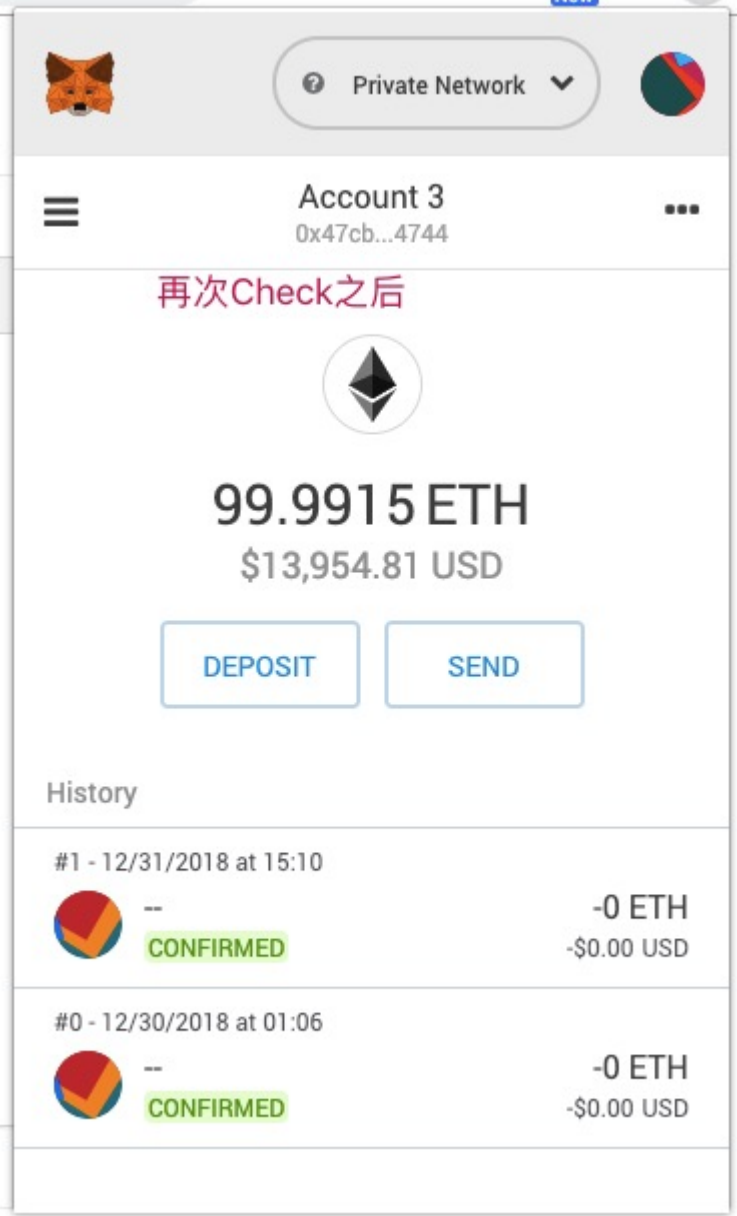 New
Private Network
Account 3
0x47cb...4744
再次Check之后
99.9915 ETH
$13,954.81 USD
DEPOSIT
SEND
History
#1 - 12/31/2018 at 15:10
--
-0 ETH
CONFIRMED
-$0.00 USD
#0 - 12/30/2018 at 01:06
--
-0 ETH
CONFIRMED
-$0.00 USD